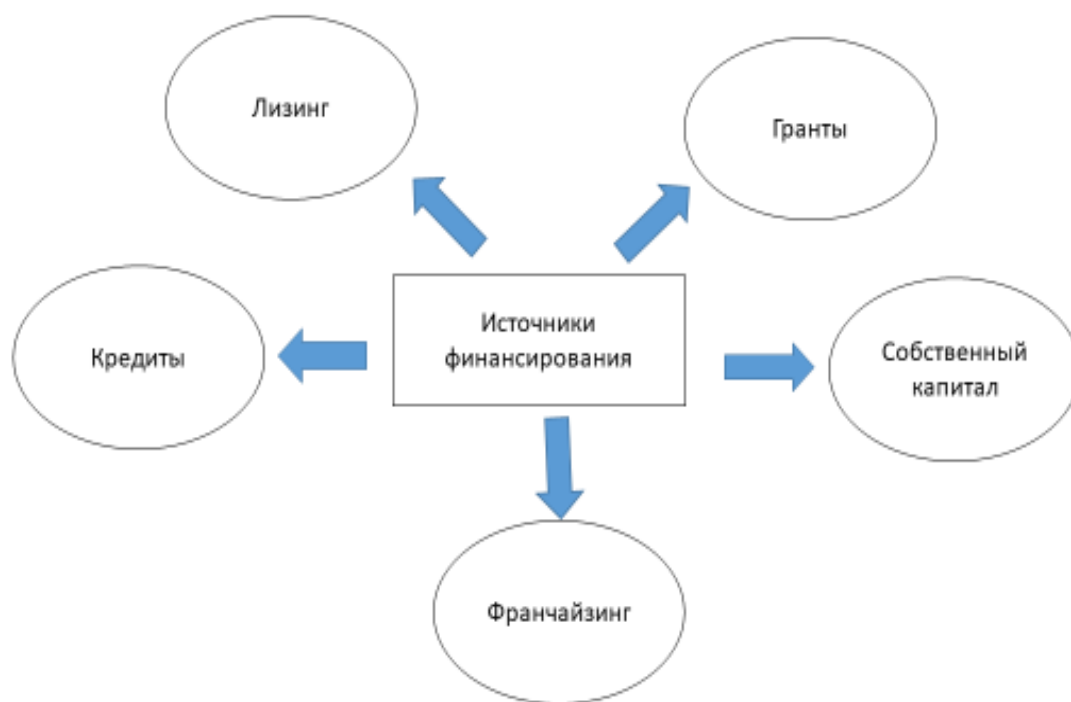 Лизинг
Гранты
Источники
финансирования
Кредиты
Собственный
капитал
Франчайзинг